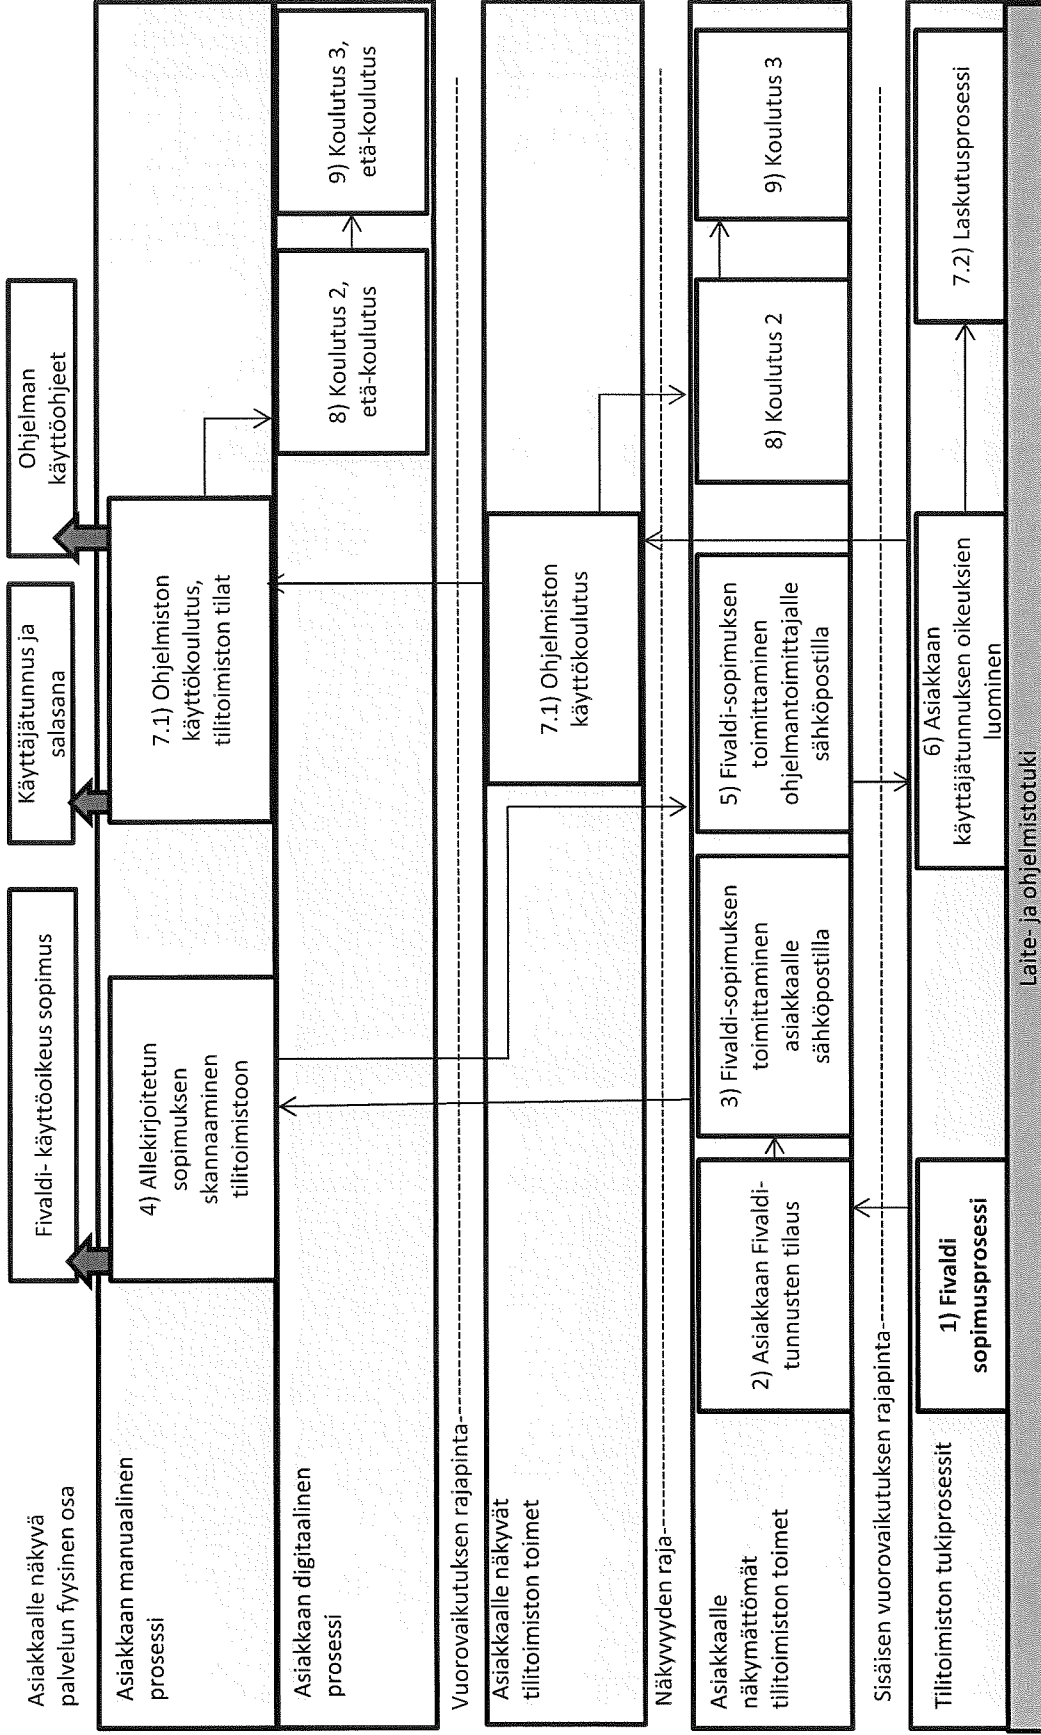 Asiakkaalle näkyvä
palvelun fyysinen osa
Fivaldi- käyttöoikeus sopimus
Käyttäjätunnus ja
salasana
Ohjelman
käyttöohjeet
Asiakkaan manuaalinen
prosessi
4) Allekirjoitetun
sopimuksen
skannaaminen
tilitoimistoon
7.1) Ohjelmiston
käyttökoulutus,
tilitoimiston tilat
Asiakkaan digitaalinen
prosessi
8) Koulutus 2,
etä-koulutus
9) Koulutus 3,
etä-koulutus
Vuorovaikutuksen rajapinta
Asiakkaalle näkyvät
tilitoimiston toimet
7.1) Ohjelmiston
käyttökoulutus
Näkyvyyden raja
Asiakkaalle
näkymättömät
tilitoimiston toimet
2) Asiakkaan Fivaldi-
tunnusten tilaus
3) Fivaldi-sopimuksen
toimittaminen
asiakkaalle
sähköpostilla
5) Fivaldi-sopimuksen
toimittaminen
ohjelmantoimittajalle
sähköpostilla
8) Koulutus 2
9) Koulutus 3
Sisäisen vuorovaikutuksen rajapinta
Tilitoimiston tukiprosessit
1) Fivaldi
sopimusprosessi
6) Asiakkaan
käyttäjätunnuksen oikeuksien
luominen
7.2) Laskutusprosessi
Laite- ja ohjelmistotuki